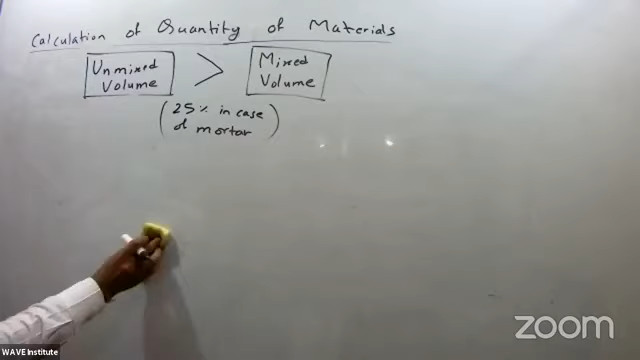 Calculation of Quantity of Materials
Unmixed Volume > Mixed Volume
(25% in case of mortar)
zoom
WAVE Institute